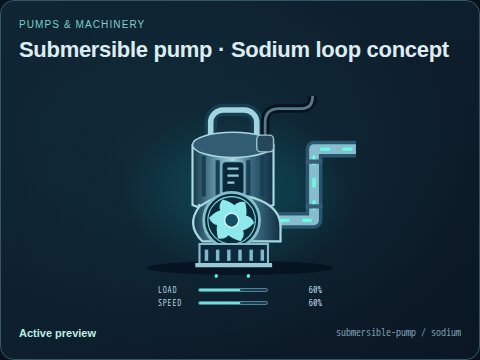 PUMPS & MACHINERY
Submersible pump · Sodium loop concept
LOAD 60%
SPEED 60%
Active preview
submersible-pump / sodium